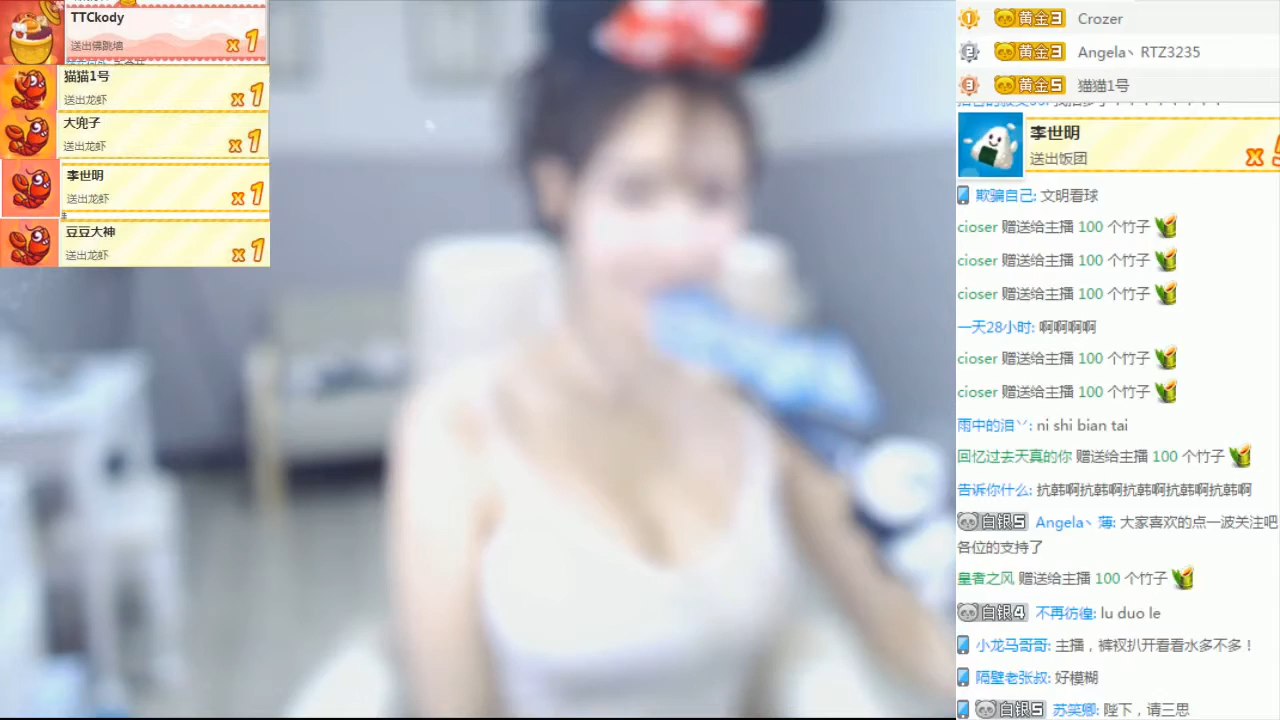 TTCkody
送出佛跳墙
x 1
猫猫1号
送出龙虾
x 1
大兜子
送出龙虾
x 1
李世明
送出龙虾
x 1
豆豆大神
送出龙虾
x 1
1 黄金3 Crozer
2 黄金3 Angela丶RTZ3235
3 黄金5 猫猫1号
李世明
送出饭团
x 5
欺骗自己: 文明看球
cioser 赠送给主播 100 个竹子
cioser 赠送给主播 100 个竹子
cioser 赠送给主播 100 个竹子
一天28小时: 啊啊啊啊
cioser 赠送给主播 100 个竹子
cioser 赠送给主播 100 个竹子
雨中的泪丷: ni shi bian tai
回忆过去天真的你 赠送给主播 100 个竹子
告诉你什么: 抗韩啊抗韩啊抗韩啊抗韩啊抗韩啊
白银5 Angela丶薄: 大家喜欢的点一波关注吧
各位的支持了
皇者之风 赠送给主播 100 个竹子
白银4 不再彷徨: lu duo le
小龙马哥哥: 主播，裤衩扒开看看水多不多！
隔壁老张叔: 好模糊
白银5 苏笑卿: 陛下，请三思